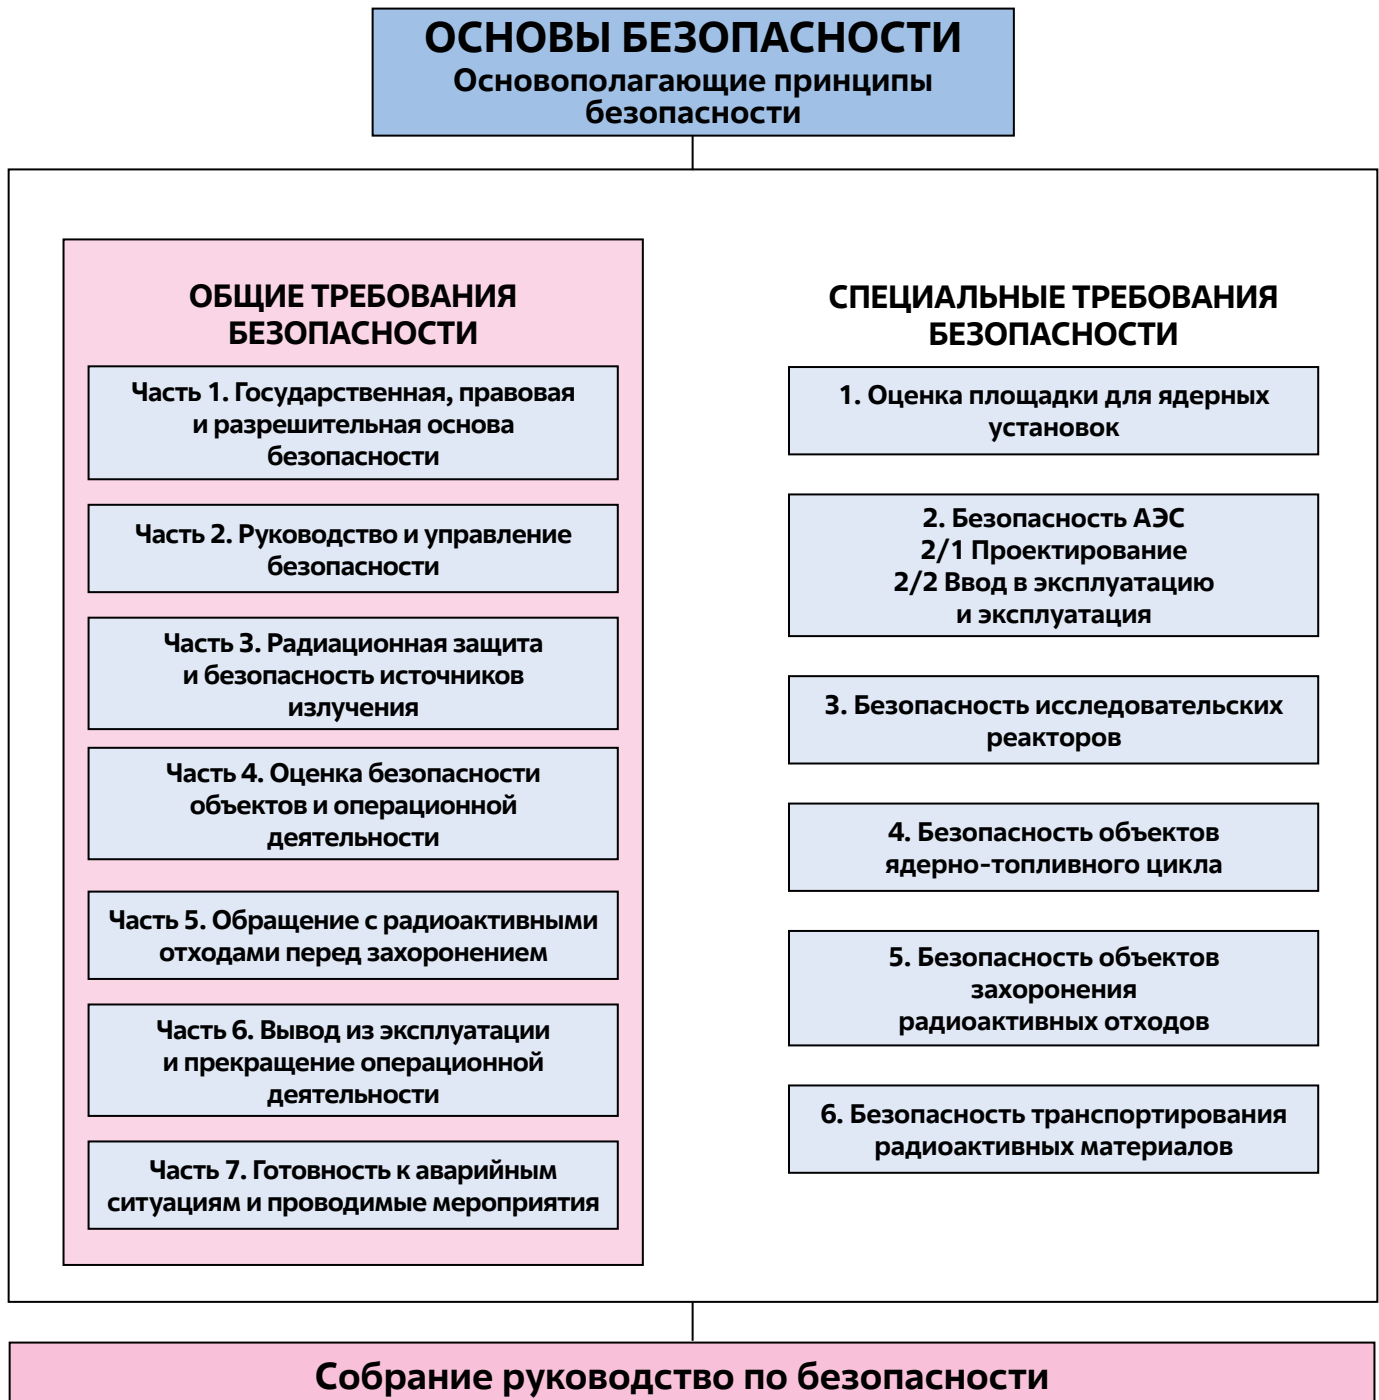 ОСНОВЫ БЕЗОПАСНОСТИ
Основополагающие принципы
безопасности
ОБЩИЕ ТРЕБОВАНИЯ
БЕЗОПАСНОСТИ
Часть 1. Государственная, правовая
и разрешительная основа
безопасности
Часть 2. Руководство и управление
безопасности
Часть 3. Радиационная защита
и безопасность источников
излучения
Часть 4. Оценка безопасности
объектов и операционной
деятельности
Часть 5. Обращение с радиоактивными
отходами перед захоронением
Часть 6. Вывод из эксплуатации
и прекращение операционной
деятельности
Часть 7. Готовность к аварийным
ситуациям и проводимые мероприятия
СПЕЦИАЛЬНЫЕ ТРЕБОВАНИЯ
БЕЗОПАСНОСТИ
1. Оценка площадки для ядерных
установок
2. Безопасность АЭС
2/1 Проектирование
2/2 Ввод в эксплуатацию
и эксплуатация
3. Безопасность исследовательских
реакторов
4. Безопасность объектов
ядерно-топливного цикла
5. Безопасность объектов
захоронения
радиоактивных отходов
6. Безопасность транспортирования
радиоактивных материалов
Собрание руководство по безопасности